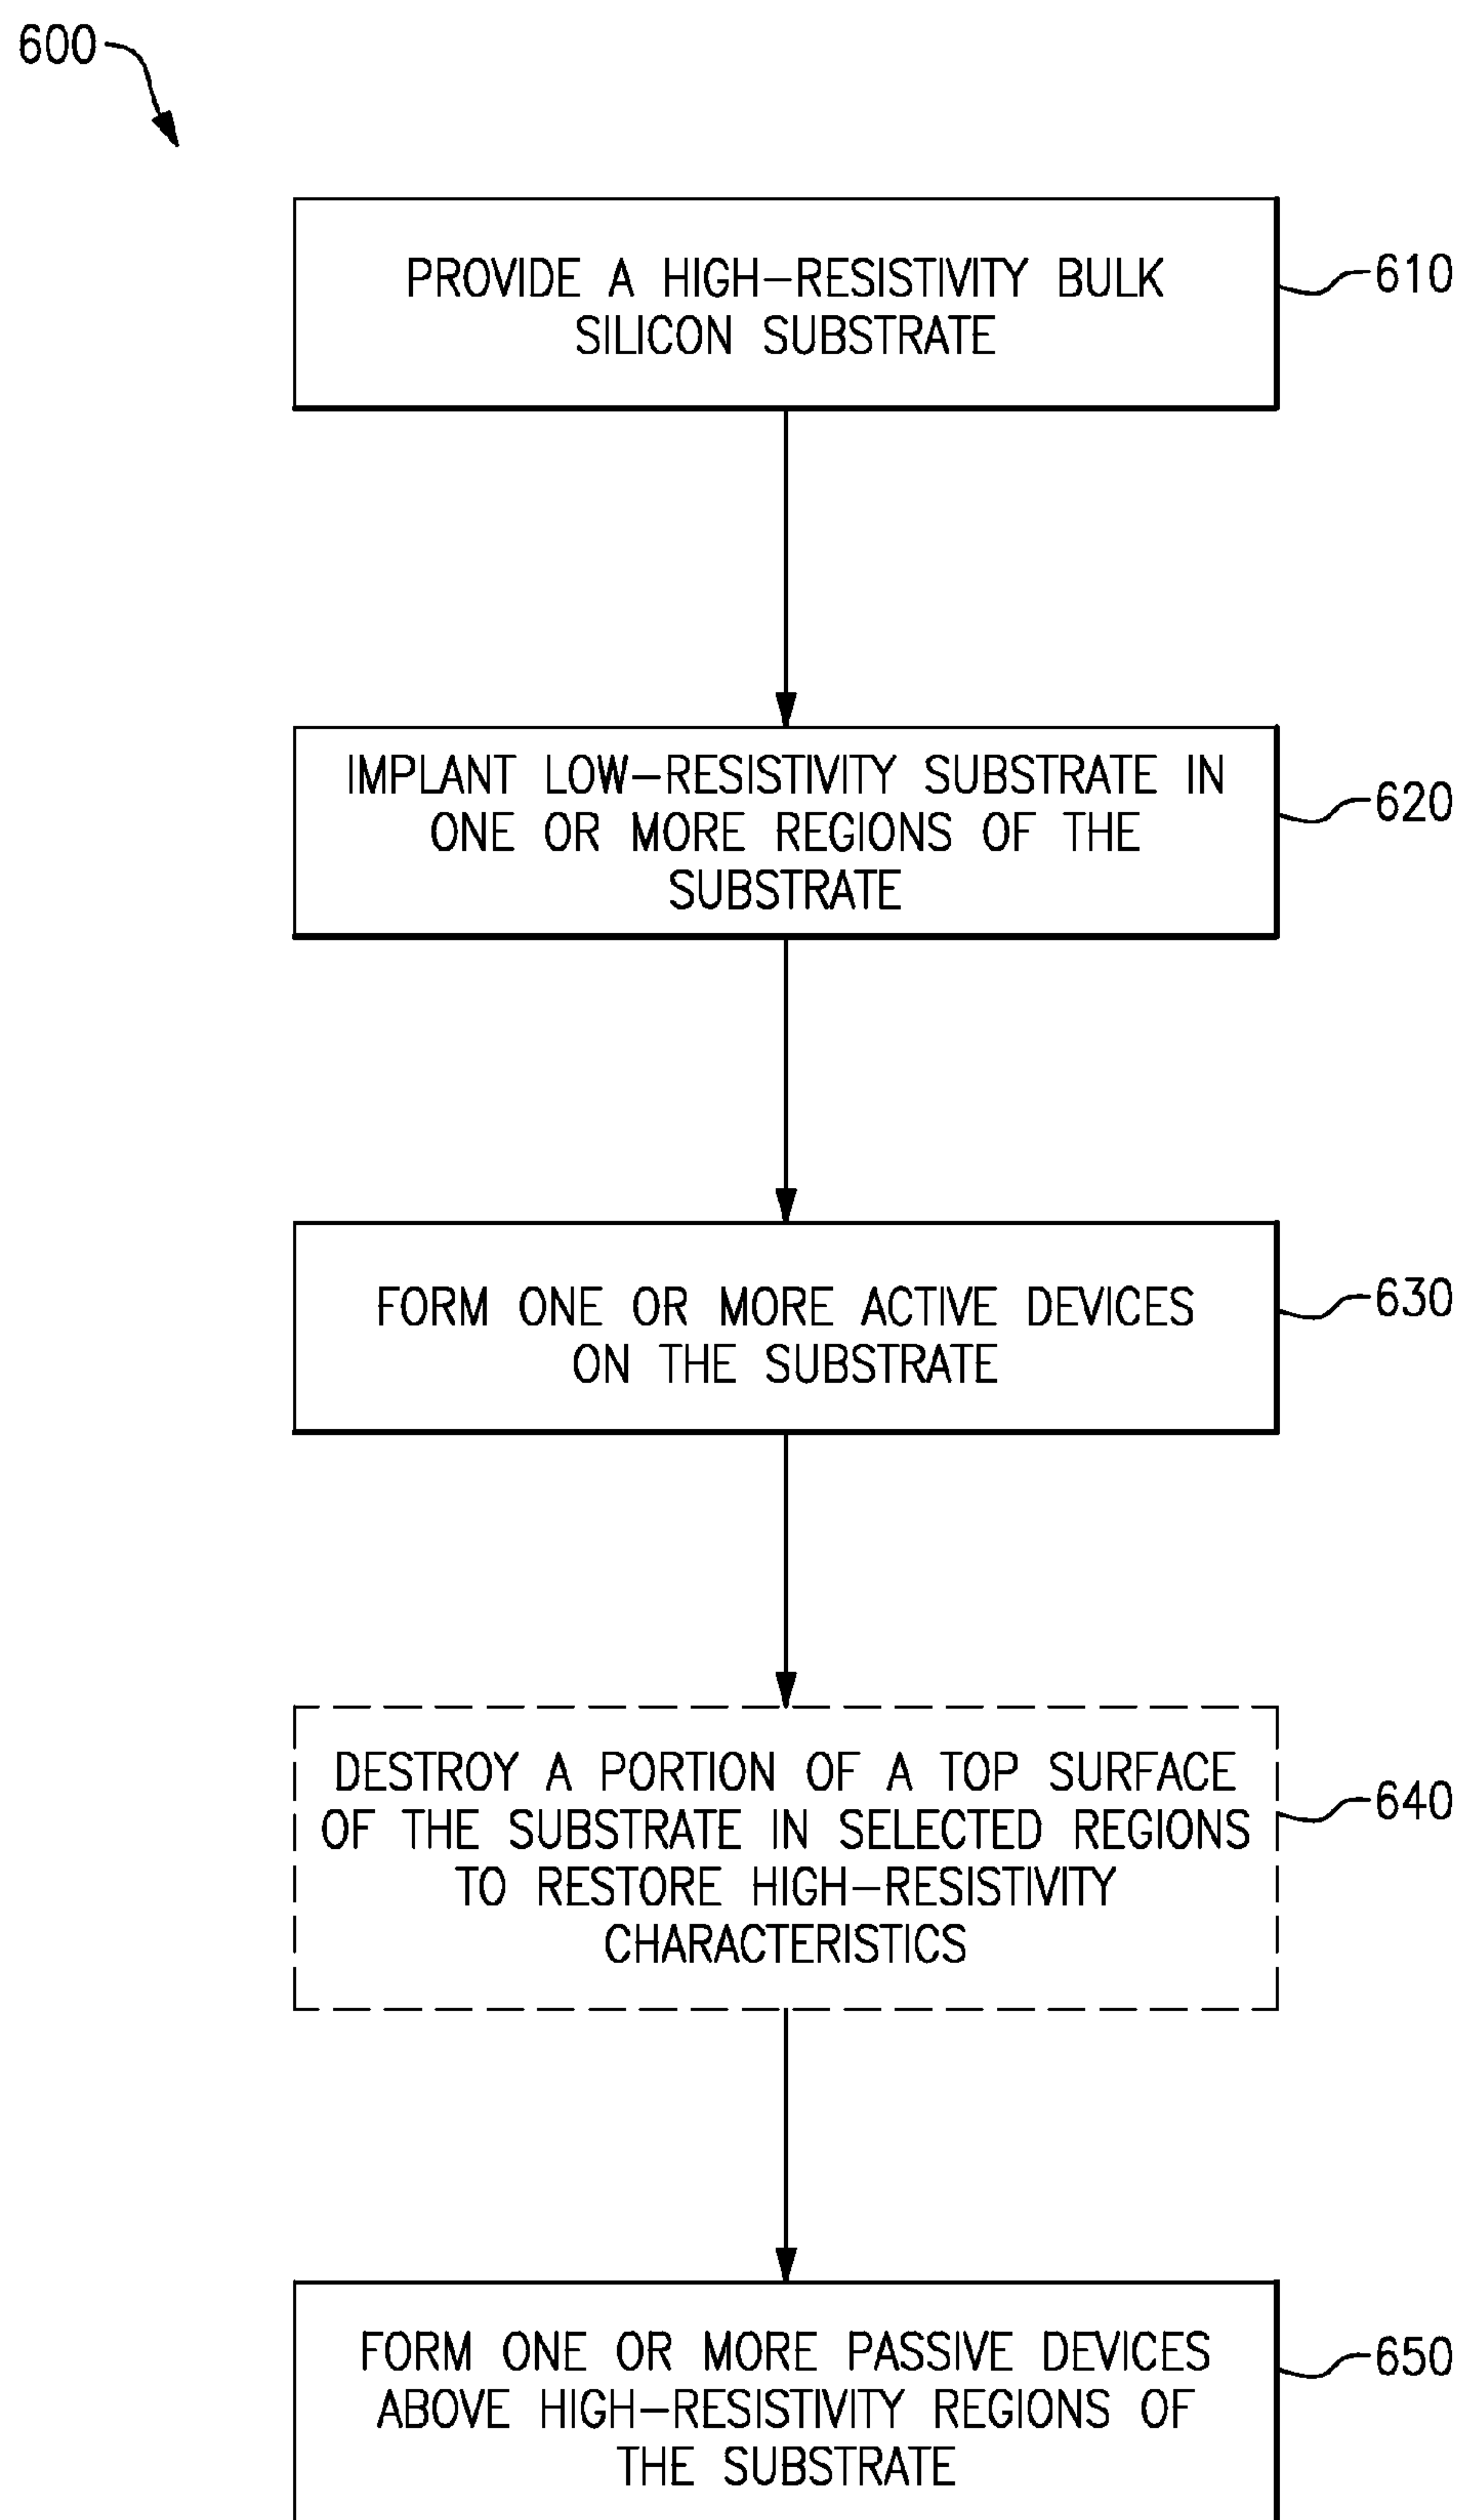 600
PROVIDE A HIGH-RESISTIVITY BULK
SILICON SUBSTRATE
610
IMPLANT LOW-RESISTIVITY SUBSTRATE IN
ONE OR MORE REGIONS OF THE
SUBSTRATE
620
FORM ONE OR MORE ACTIVE DEVICES
ON THE SUBSTRATE
630
DESTROY A PORTION OF A TOP SURFACE
OF THE SUBSTRATE IN SELECTED REGIONS
TO RESTORE HIGH-RESISTIVITY
CHARACTERISTICS
640
FORM ONE OR MORE PASSIVE DEVICES
ABOVE HIGH-RESISTIVITY REGIONS OF
THE SUBSTRATE
650